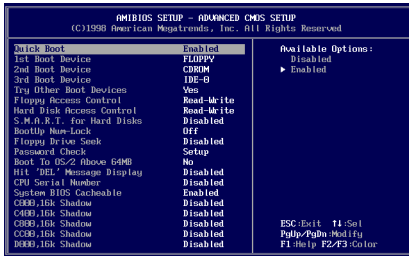 AMIBIOS SETUP - ADVANCED CMOS SETUP
(C)1998 American Megatrends, Inc. All Rights Reserved
Quick Boot Enabled
1st Boot Device FLOPPY
2nd Boot Device CDROM
3rd Boot Device IDE-0
Try Other Boot Devices Yes
Floppy Access Control Read-Write
Hard Disk Access Control Read-Write
S.M.A.R.T. for Hard Disks Disabled
BootUp Num-Lock Off
Floppy Drive Seek Disabled
Password Check Setup
Boot To OS/2 Above 64MB No
Hit 'DEL' Message Display Disabled
CPU Serial Number Disabled
System BIOS Cacheable Enabled
C000,16k Shadow Disabled
C400,16k Shadow Disabled
C800,16k Shadow Disabled
CC00,16k Shadow Disabled
D000,16k Shadow Disabled
Available Options:
Disabled
► Enabled
ESC:Exit ↑↓:Sel
PgUp/PgDn:Modify
F1:Help F2/F3:Color